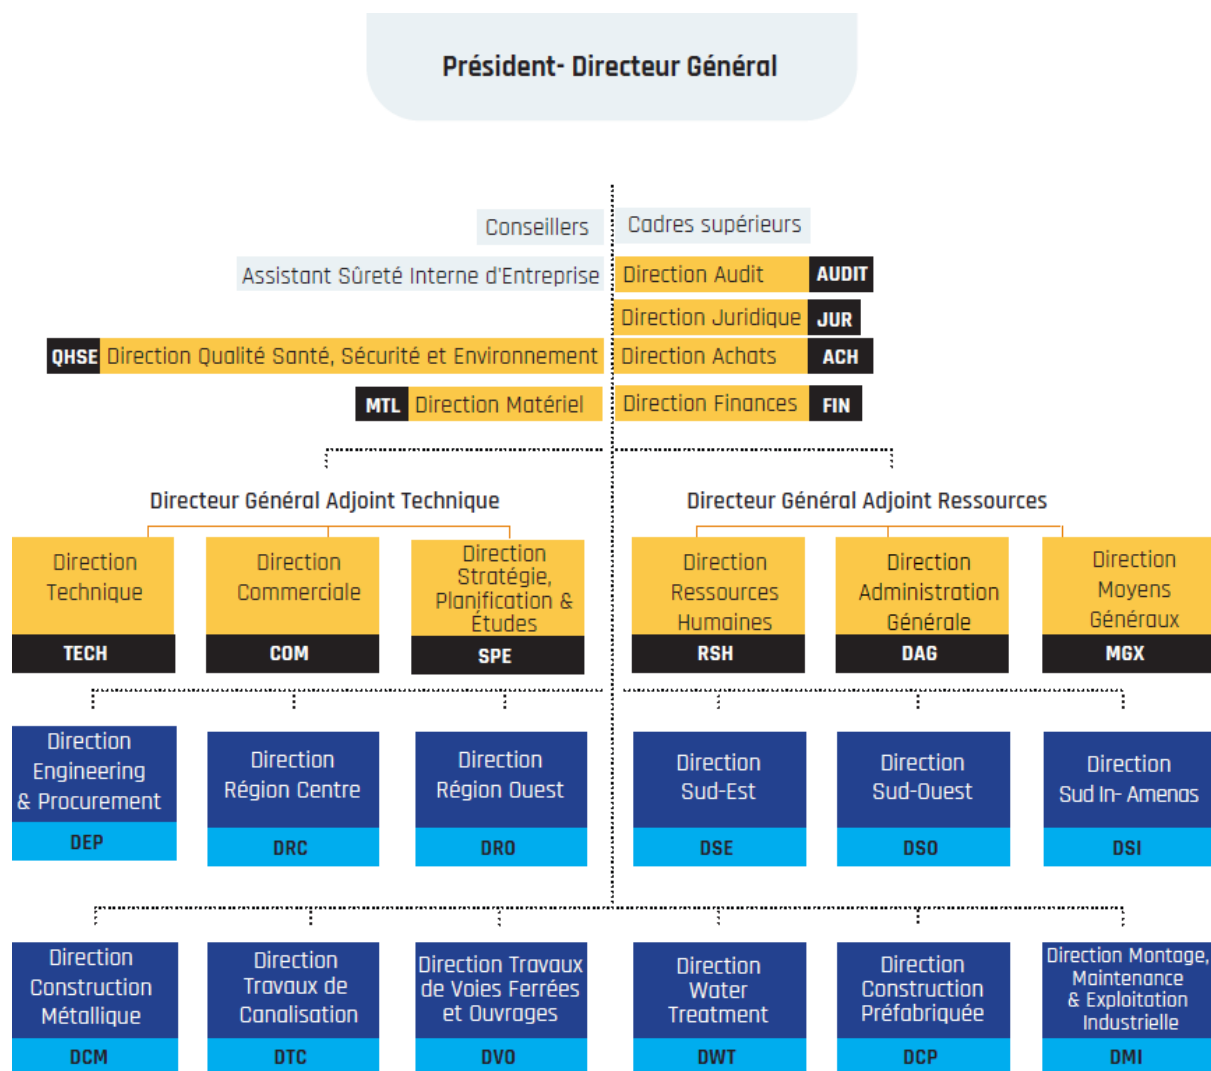 Président- Directeur Général
Conseillers
Cadres supérieurs
Assistant Sûreté Interne d'Entreprise
Direction Audit
AUDIT
Direction Juridique
JUR
QHSE
Direction Qualité Santé, Sécurité et Environnement
Direction Achats
ACH
MTL
Direction Matériel
Direction Finances
FIN
Directeur Général Adjoint Technique
Directeur Général Adjoint Ressources
Direction
Technique
TECH
Direction
Commerciale
COM
Direction
Stratégie,
Planification &
Études
SPE
Direction
Ressources
Humaines
RSH
Direction
Administration
Générale
DAG
Direction
Moyens
Généraux
MGX
Direction
Engineering
& Procurement
DEP
Direction
Région Centre
DRC
Direction
Région Ouest
DRO
Direction
Sud-Est
DSE
Direction
Sud-Ouest
DSO
Direction
Sud In- Amenas
DSI
Direction
Construction
Métallique
DCM
Direction
Travaux de
Canalisation
DTC
Direction Travaux
de Voies Ferrées
et Ouvrages
DVO
Direction
Water
Treatment
DWT
Direction
Construction
Préfabriquée
DCP
Direction Montage,
Maintenance
& Exploitation
Industrielle
DMI